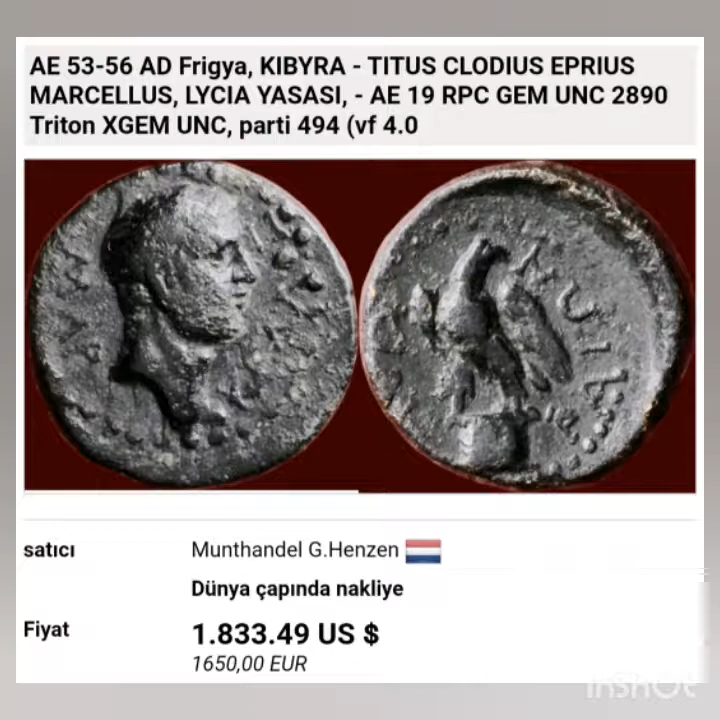 AE 53-56 AD Frigya, KIBYRA - TITUS CLODIUS EPRIUS
MARCELLUS, LYCIA YASASI, - AE 19 RPC GEM UNC 2890
Triton XGEM UNC, parti 494 (vf 4.0
satıcı Munthandel G.Henzen
Dünya çapında nakliye
Fiyat 1.833.49 US $
1650,00 EUR
InShOt